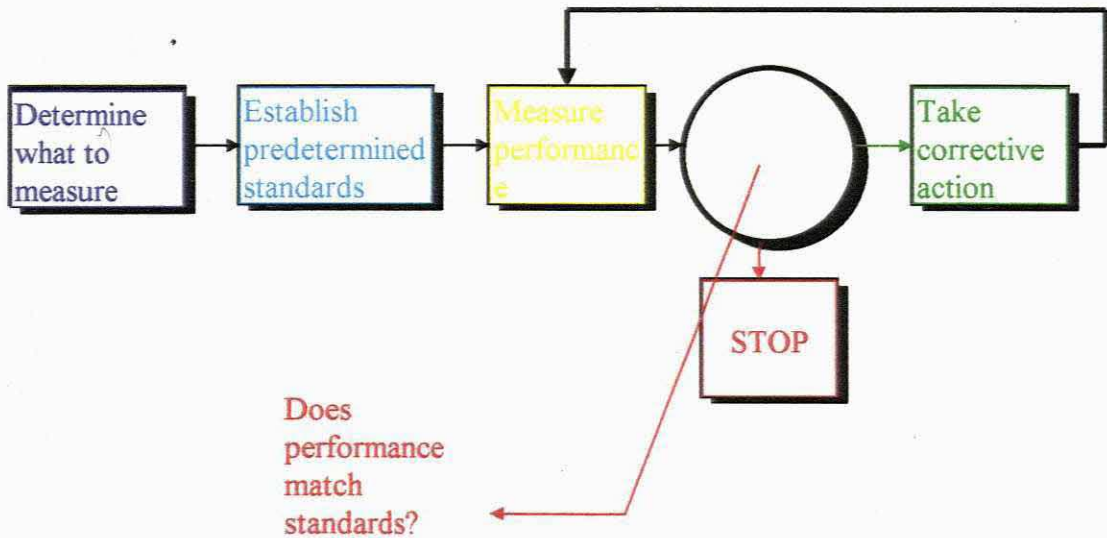 Determine
what to
measure
Establish
predetermined
standards
Measure
performanc
e
Take
corrective
action
STOP
Does
performance
match
standards?